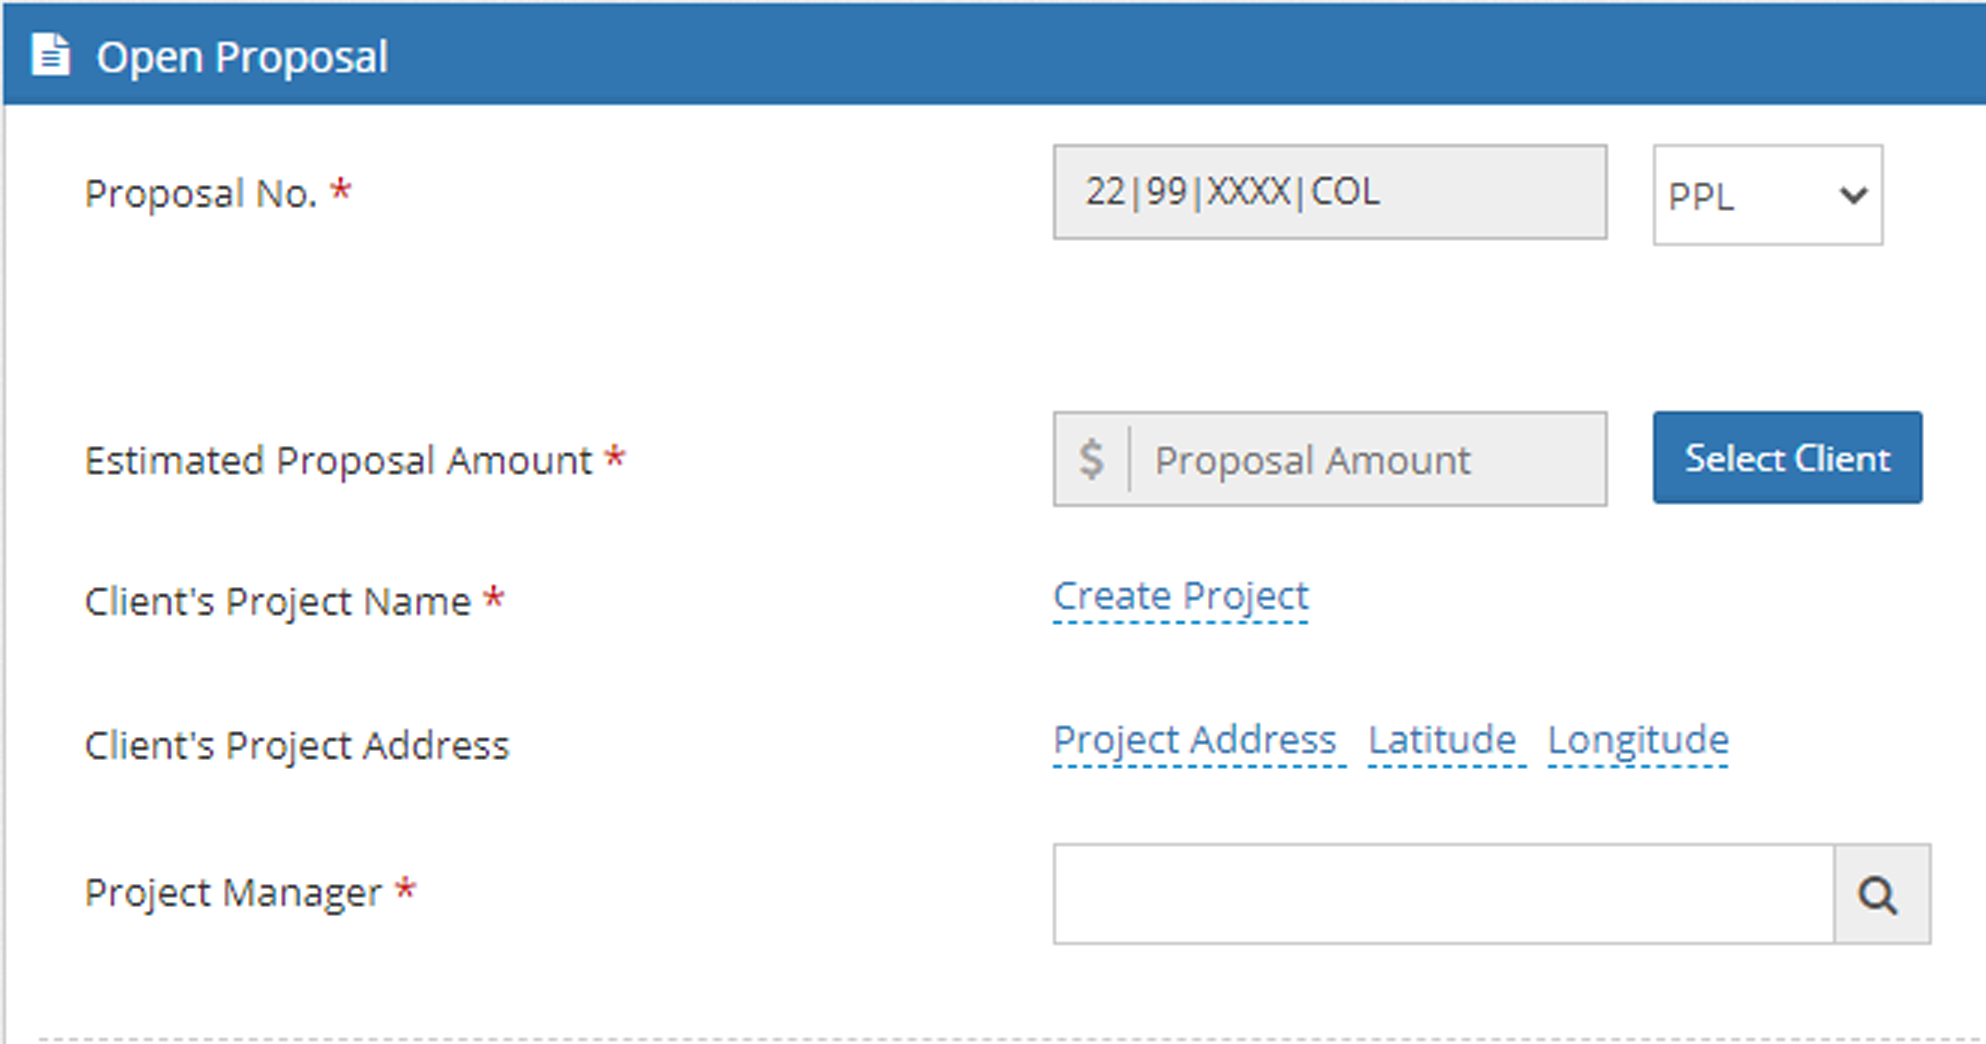 Open Proposal
Proposal No. * 22|99|XXXX|COL PPL
Estimated Proposal Amount * $ Proposal Amount Select Client
Client's Project Name * Create Project
Client's Project Address Project Address Latitude Longitude
Project Manager *